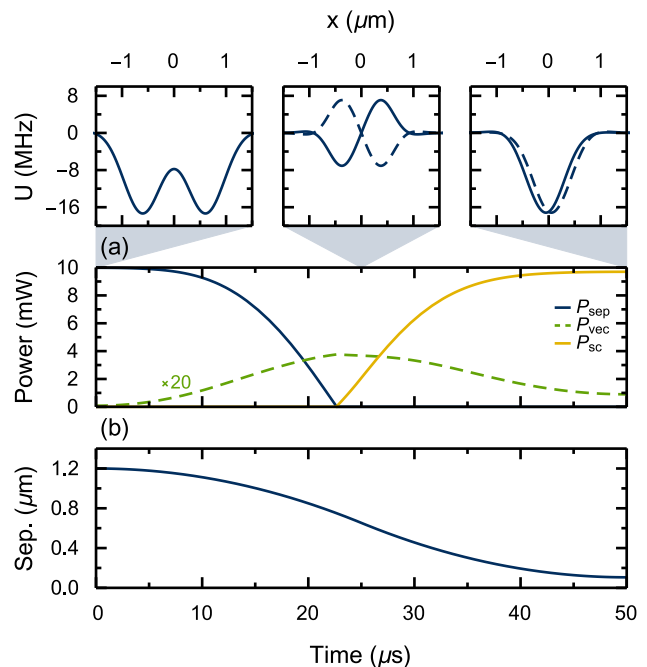 x (μm)
−1 0 1 −1 0 1 −1 0 1
8
0
−8
−16
U (MHz)
(a)
10
8
6
4
2
0
Power (mW)
×20
P_sep
P_vec
P_sc
(b)
1.2
0.8
0.4
0.0
Sep. (μm)
0 10 20 30 40 50
Time (μs)